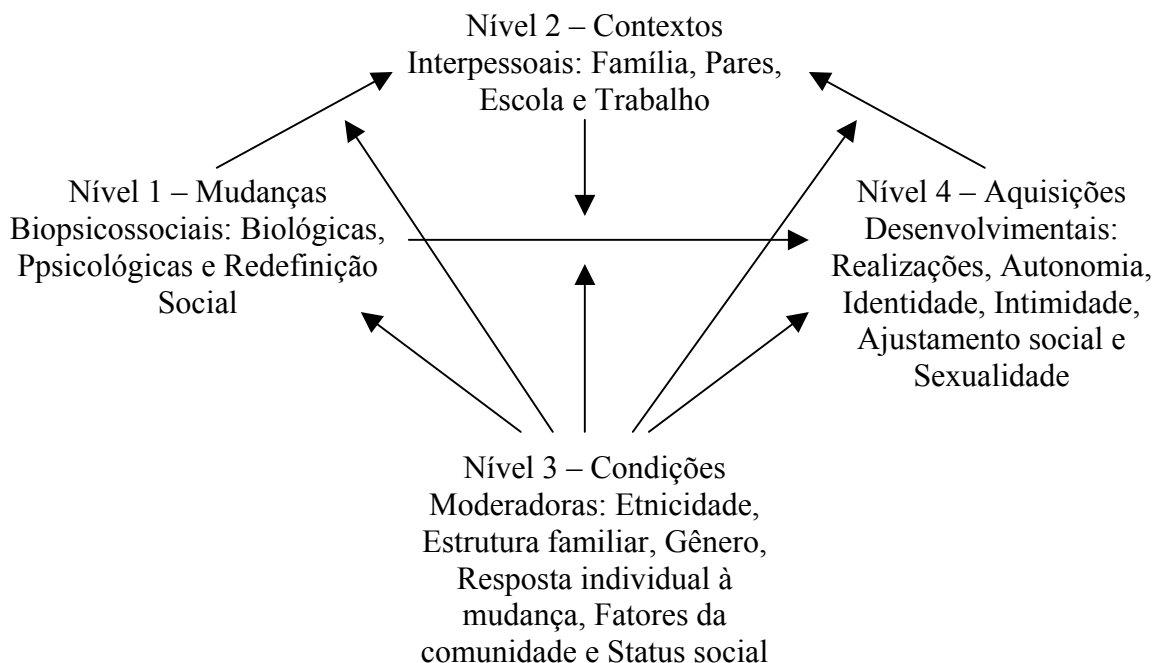 Nível 2 – Contextos
Interpessoais: Família, Pares,
Escola e Trabalho
Nível 1 – Mudanças
Biopsicossociais: Biológicas,
Ppsicológicas e Redefinição
Social
Nível 4 – Aquisições
Desenvolvimentais:
Realizações, Autonomia,
Identidade, Intimidade,
Ajustamento social e
Sexualidade
Nível 3 – Condições
Moderadoras: Etnicidade,
Estrutura familiar, Gênero,
Resposta individual à
mudança, Fatores da
comunidade e Status social